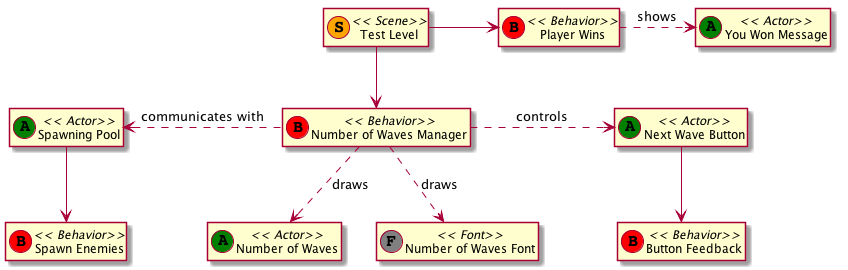 S << Scene>>
Test Level
B << Behavior>>
Player Wins
shows
A << Actor>>
You Won Message
A << Actor>>
Spawning Pool
communicates with
B << Behavior>>
Number of Waves Manager
controls
A << Actor>>
Next Wave Button
draws
draws
B << Behavior>>
Spawn Enemies
A << Actor>>
Number of Waves
F << Font>>
Number of Waves Font
B << Behavior>>
Button Feedback